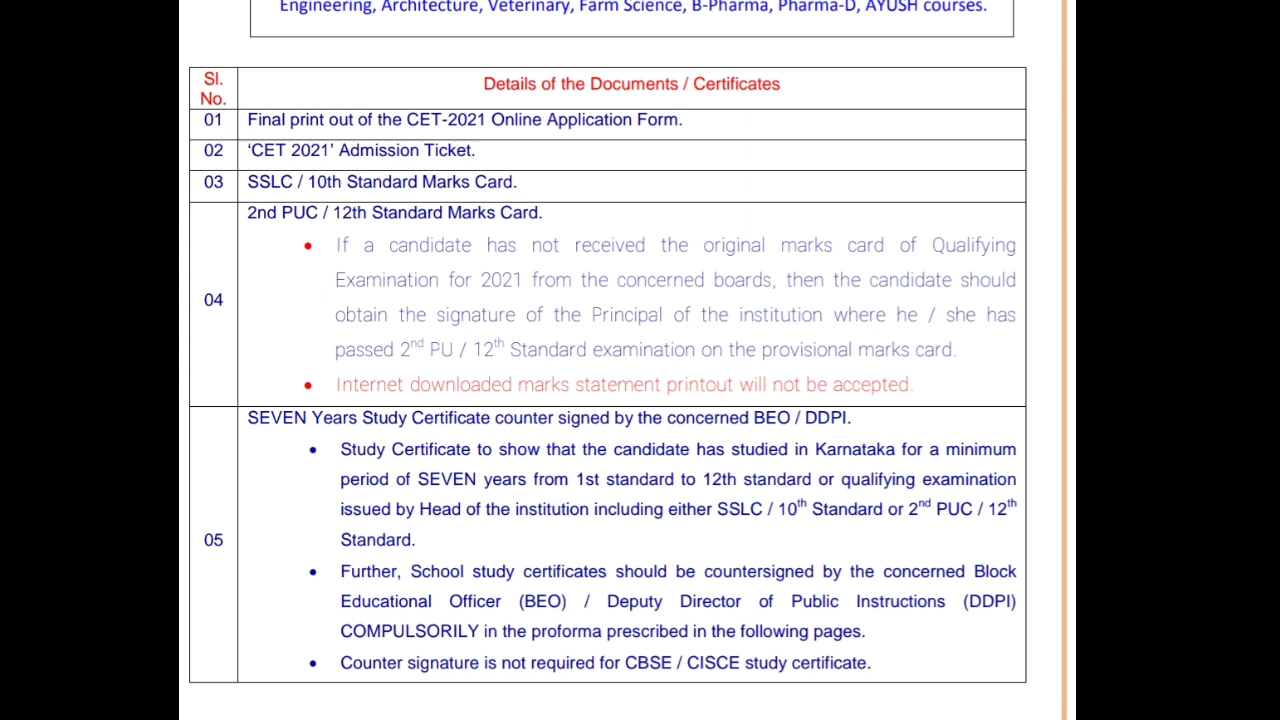 Engineering, Architecture, Veterinary, Farm Science, B-Pharma, Pharma-D, AYUSH courses.
Sl.
No.
Details of the Documents / Certificates
01
Final print out of the CET-2021 Online Application Form.
02
‘CET 2021’ Admission Ticket.
03
SSLC / 10th Standard Marks Card.
04
2nd PUC / 12th Standard Marks Card.
• If a candidate has not received the original marks card of Qualifying
Examination for 2021 from the concerned boards, then the candidate should
obtain the signature of the Principal of the institution where he / she has
passed 2nd PU / 12th Standard examination on the provisional marks card.
• Internet downloaded marks statement printout will not be accepted.
05
SEVEN Years Study Certificate counter signed by the concerned BEO / DDPI.
• Study Certificate to show that the candidate has studied in Karnataka for a minimum
period of SEVEN years from 1st standard to 12th standard or qualifying examination
issued by Head of the institution including either SSLC / 10th Standard or 2nd PUC / 12th
Standard.
• Further, School study certificates should be countersigned by the concerned Block
Educational Officer (BEO) / Deputy Director of Public Instructions (DDPI)
COMPULSORILY in the proforma prescribed in the following pages.
• Counter signature is not required for CBSE / CISCE study certificate.